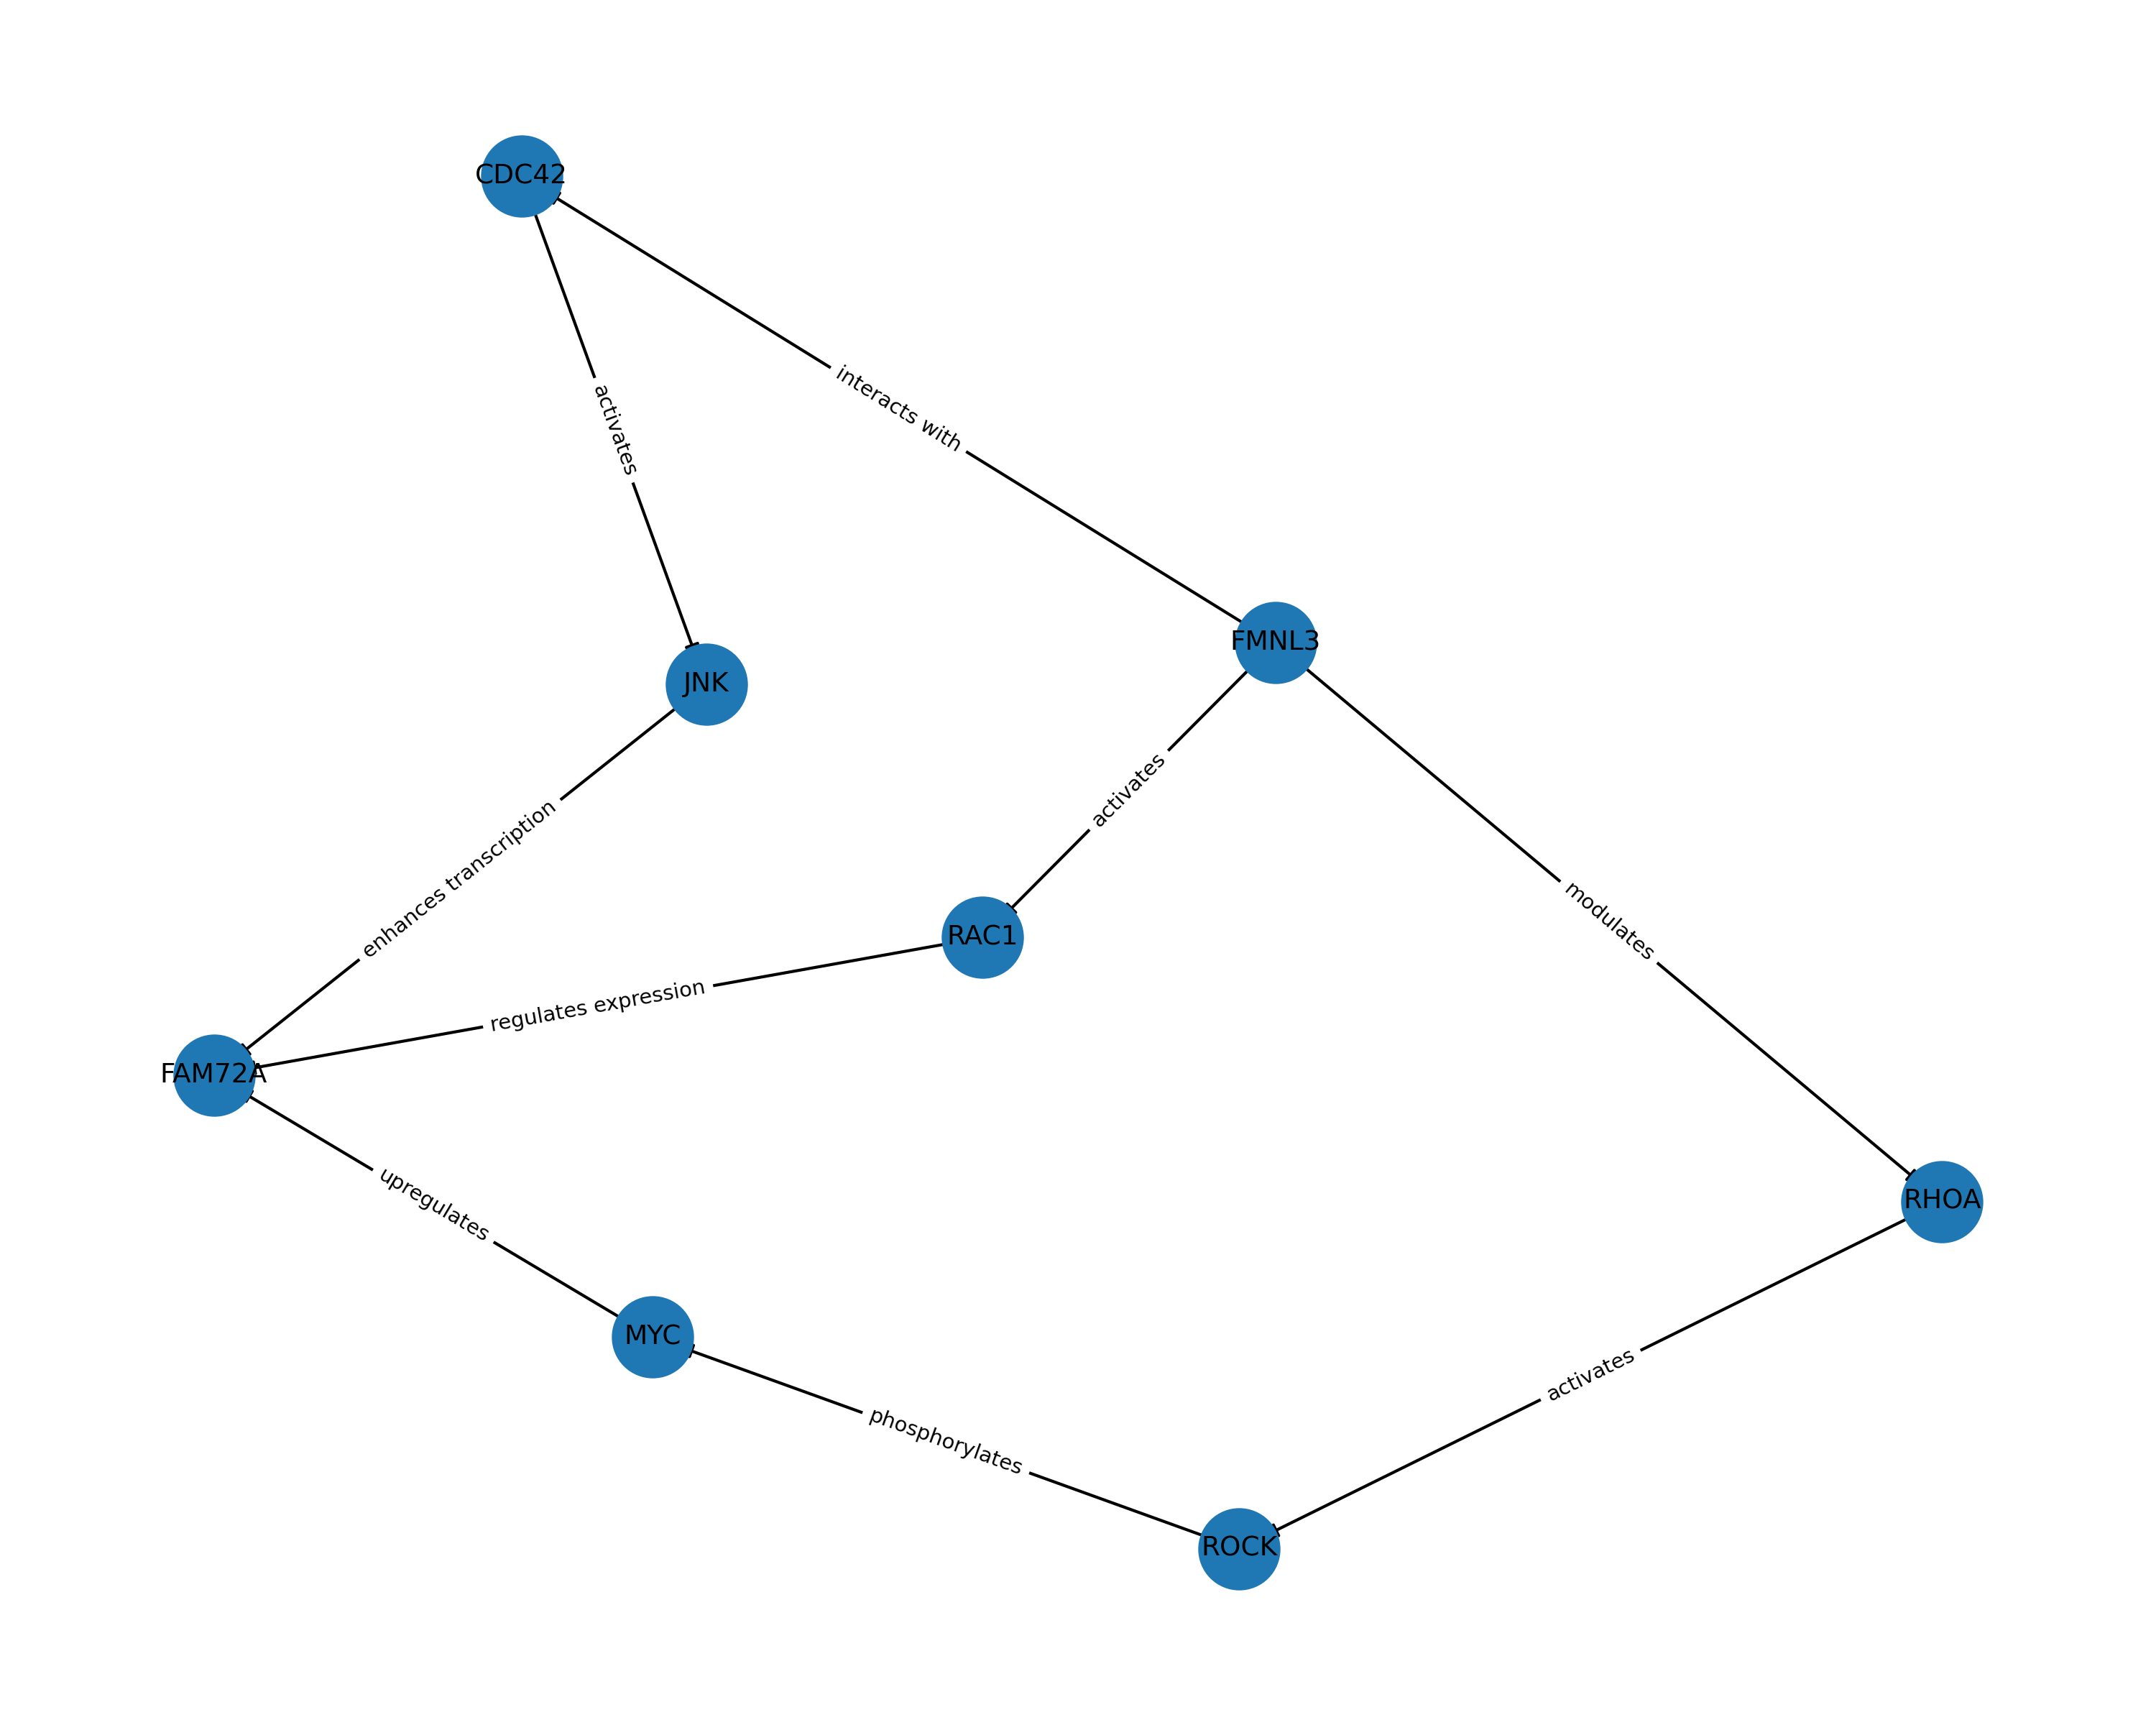 CDC42
interacts with
activates
FMNL3
JNK
activates
enhances transcription
modulates
RAC1
regulates expression
FAM72A
upregulates
RHOA
MYC
activates
phosphorylates
ROCK